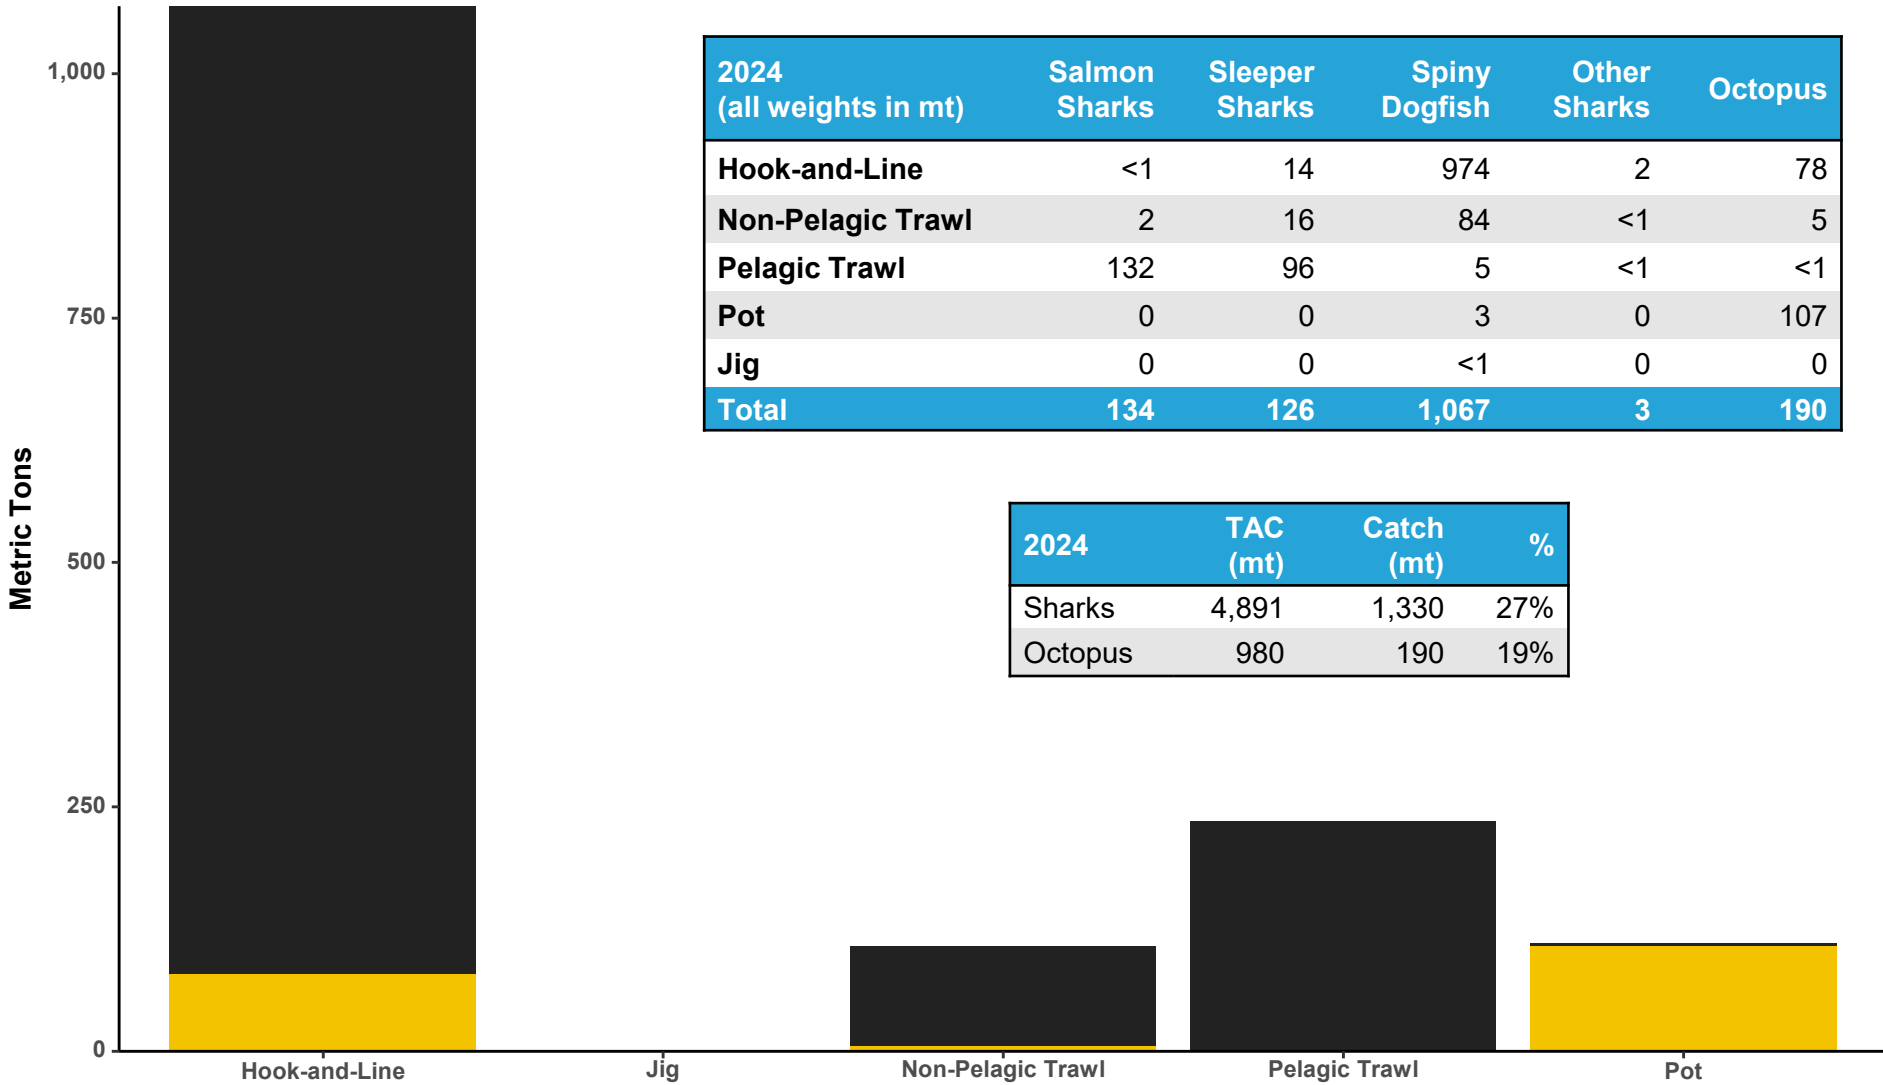 1,000
750
500
250
0
Metric Tons
2024
(all weights in mt)
Salmon
Sharks
Sleeper
Sharks
Spiny
Dogfish
Other
Sharks
Octopus
Hook-and-Line <1 14 974 2 78
Non-Pelagic Trawl 2 16 84 <1 5
Pelagic Trawl 132 96 5 <1 <1
Pot 0 0 3 0 107
Jig 0 0 <1 0 0
Total 134 126 1,067 3 190
2024
TAC
(mt)
Catch
(mt)
%
Sharks 4,891 1,330 27%
Octopus 980 190 19%
Hook-and-Line Jig Non-Pelagic Trawl Pelagic Trawl Pot